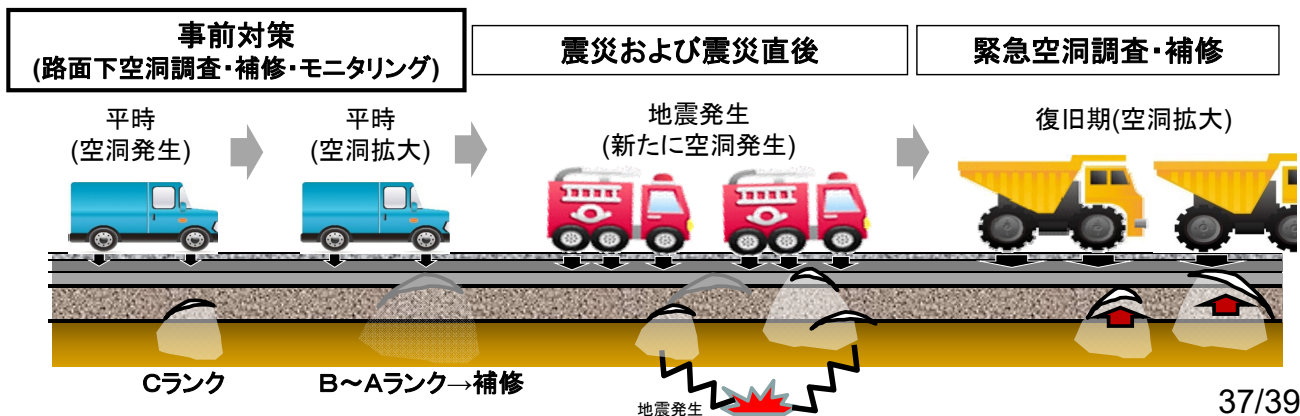 事前対策
(路面下空洞調査・補修・モニタリング)
震災および震災直後
緊急空洞調査・補修
平時
(空洞発生)
平時
(空洞拡大)
地震発生
(新たに空洞発生)
復旧期(空洞拡大)
Cランク
B～Aランク→補修
地震発生
37/39